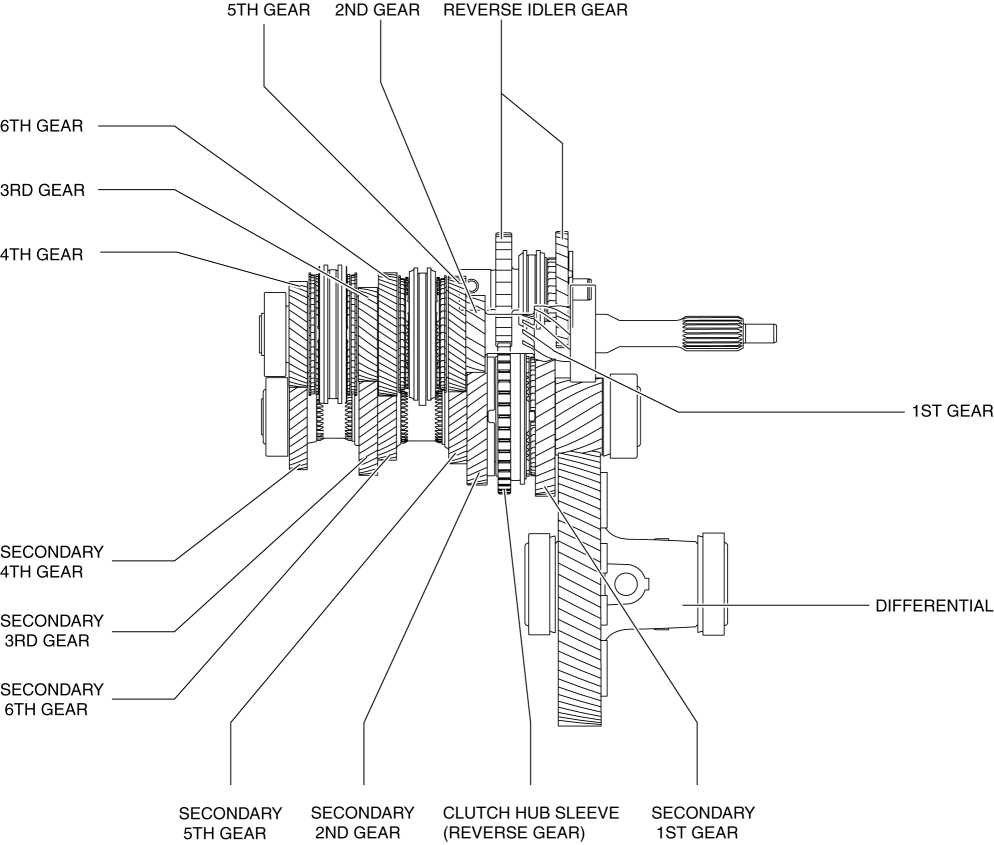 5TH GEAR
2ND GEAR
REVERSE IDLER GEAR
6TH GEAR
3RD GEAR
4TH GEAR
1ST GEAR
SECONDARY
4TH GEAR
DIFFERENTIAL
SECONDARY
3RD GEAR
SECONDARY
6TH GEAR
SECONDARY
5TH GEAR
SECONDARY
2ND GEAR
CLUTCH HUB SLEEVE
(REVERSE GEAR)
SECONDARY
1ST GEAR